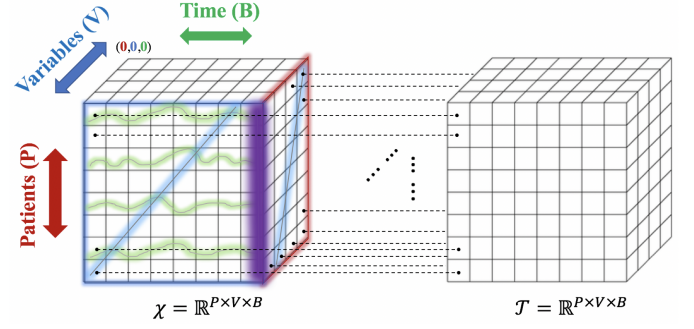 Time (B)
Variables (V)
(0,0,0)
Patients (P)
χ = ℝ^{P×V×B}
𝒯 = ℝ^{P×V×B}